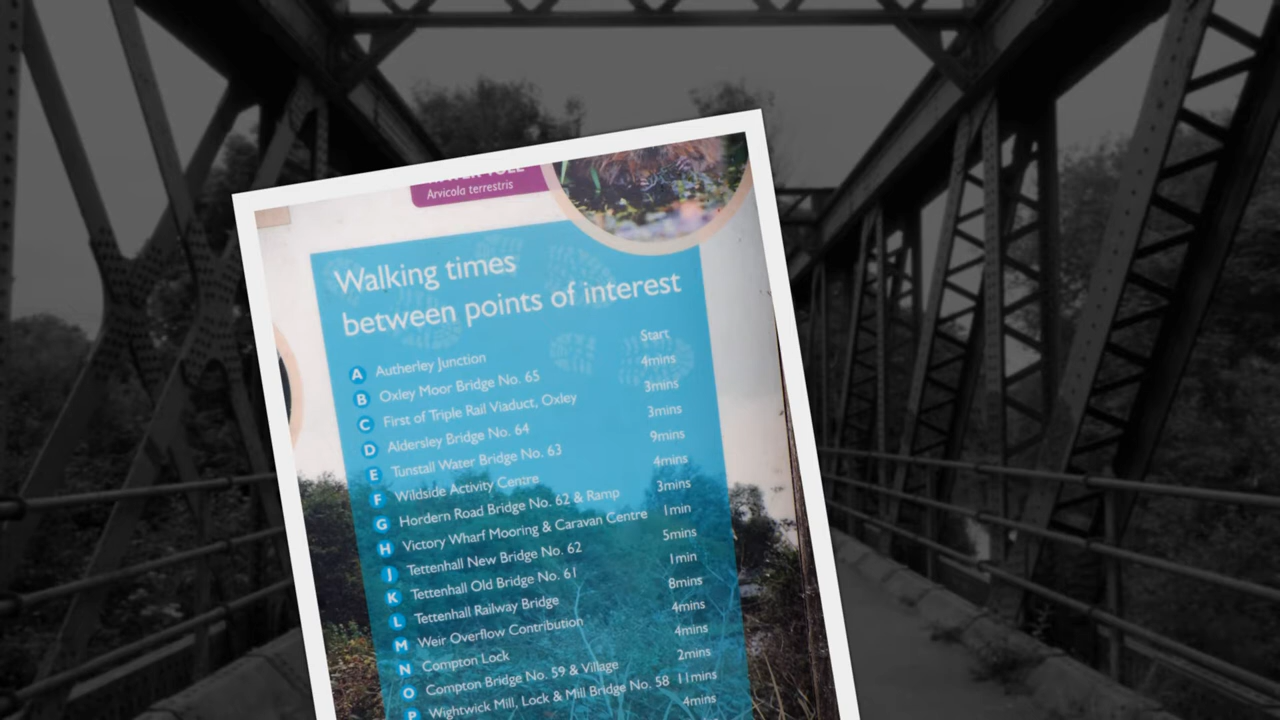 Arvicola terrestris
Walking times
between points of interest
A Autherley Junction Start
B Oxley Moor Bridge No. 65 4mins
C First of Triple Rail Viaduct, Oxley 3mins
D Aldersley Bridge No. 64 3mins
E Tunstall Water Bridge No. 63 9mins
F Wildside Activity Centre 4mins
G Hordern Road Bridge No. 62 & Ramp 3mins
H Victory Wharf Mooring & Caravan Centre 1min
J Tettenhall New Bridge No. 62 5mins
K Tettenhall Old Bridge No. 61 1min
L Tettenhall Railway Bridge 8mins
M Weir Overflow Contribution 4mins
N Compton Lock 4mins
O Compton Bridge No. 59 & Village 2mins
P Wightwick Mill, Lock & Mill Bridge No. 58 11mins
4mins